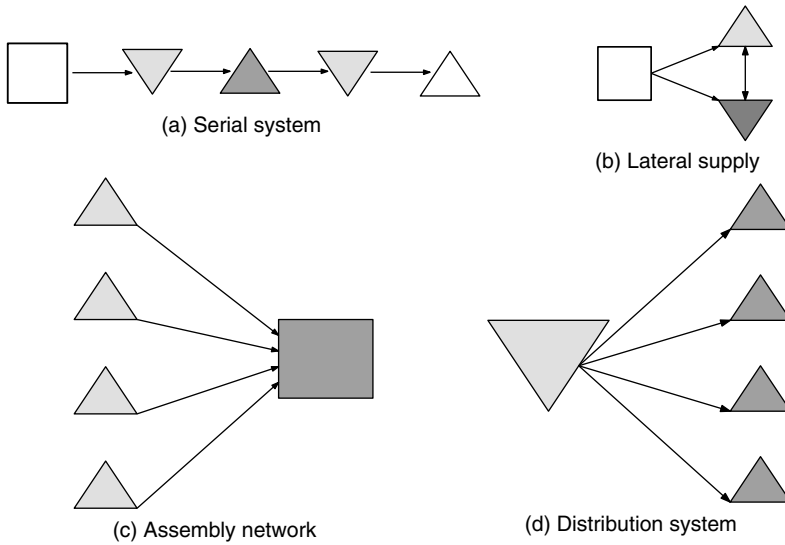 (a) Serial system
(b) Lateral supply
(c) Assembly network
(d) Distribution system